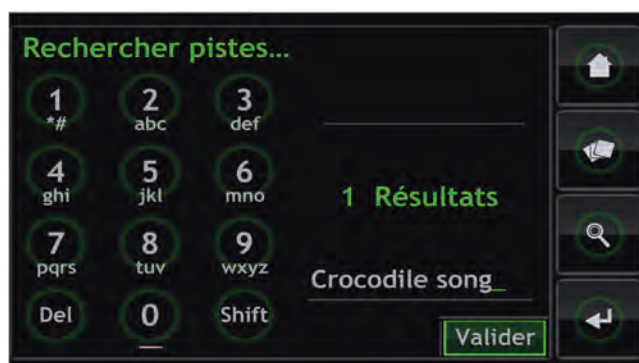 Rechercher pistes...
1 2 3
*# abc def
4 5 6
ghi jkl mno
1 Résultats
7 8 9
pqrs tuv wxyz
Crocodile song_
Del 0 Shift
_
Valider